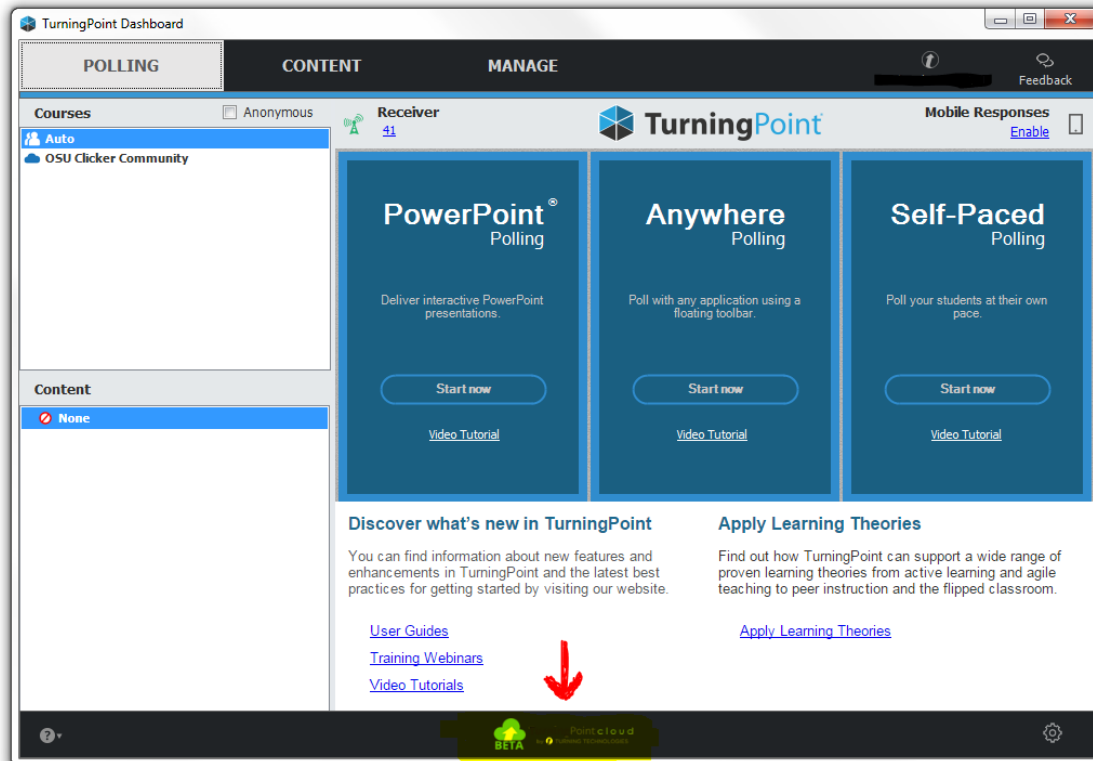 TurningPoint Dashboard
POLLING
CONTENT
MANAGE
Feedback
Courses
Anonymous
Auto
OSU Clicker Community
Receiver
41
TurningPoint
Mobile Responses
Enable
PowerPoint®
Polling
Deliver interactive PowerPoint
presentations.
Start now
Video Tutorial
Anywhere
Polling
Poll with any application using a
floating toolbar.
Start now
Video Tutorial
Self-Paced
Polling
Poll your students at their own
pace.
Start now
Video Tutorial
Content
None
Discover what's new in TurningPoint
You can find information about new features and
enhancements in TurningPoint and the latest best
practices for getting started by visiting our website.
User Guides
Training Webinars
Video Tutorials
Apply Learning Theories
Find out how TurningPoint can support a wide range of
proven learning theories from active learning and agile
teaching to peer instruction and the flipped classroom.
Apply Learning Theories
BETA
Pointcloud
by TURNING TECHNOLOGIES